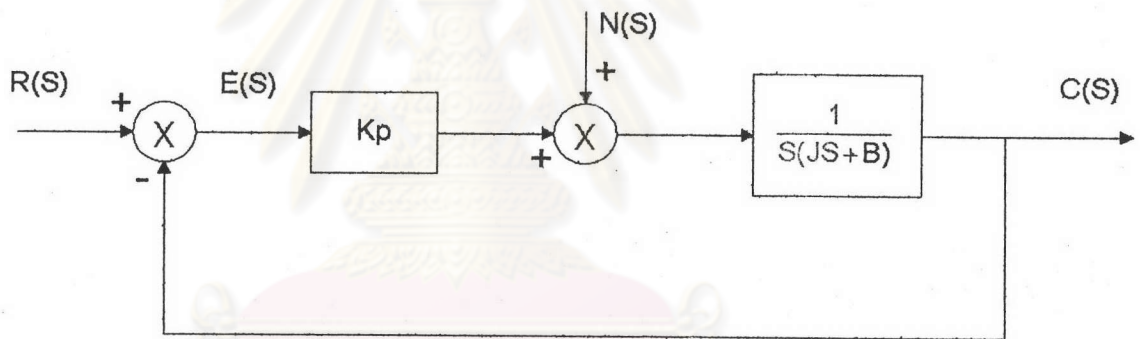 N(S)
R(S)
+
X
-
E(S)
Kp
+
+
X
1
S(JS+B)
C(S)